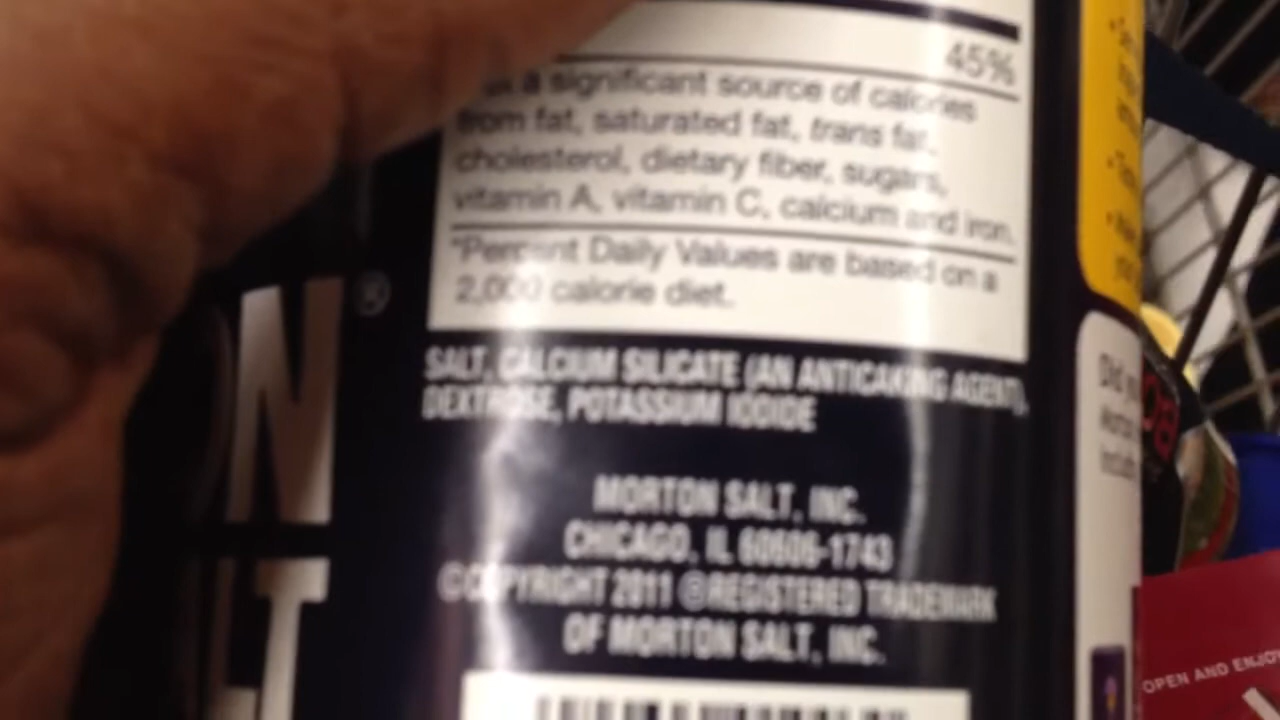 45%
a significant source of calories
from fat, saturated fat, trans fat,
cholesterol, dietary fiber, sugars,
vitamin A, vitamin C, calcium and iron.
*Percent Daily Values are based on a
2,000 calorie diet.
SALT, CALCIUM SILICATE (AN ANTICAKING AGENT),
DEXTROSE, POTASSIUM IODIDE
MORTON SALT, INC.
CHICAGO, IL 60606-1743
©COPYRIGHT 2011 ®REGISTERED TRADEMARK
OF MORTON SALT, INC.
N®
T
Did
OPEN AND ENJOY